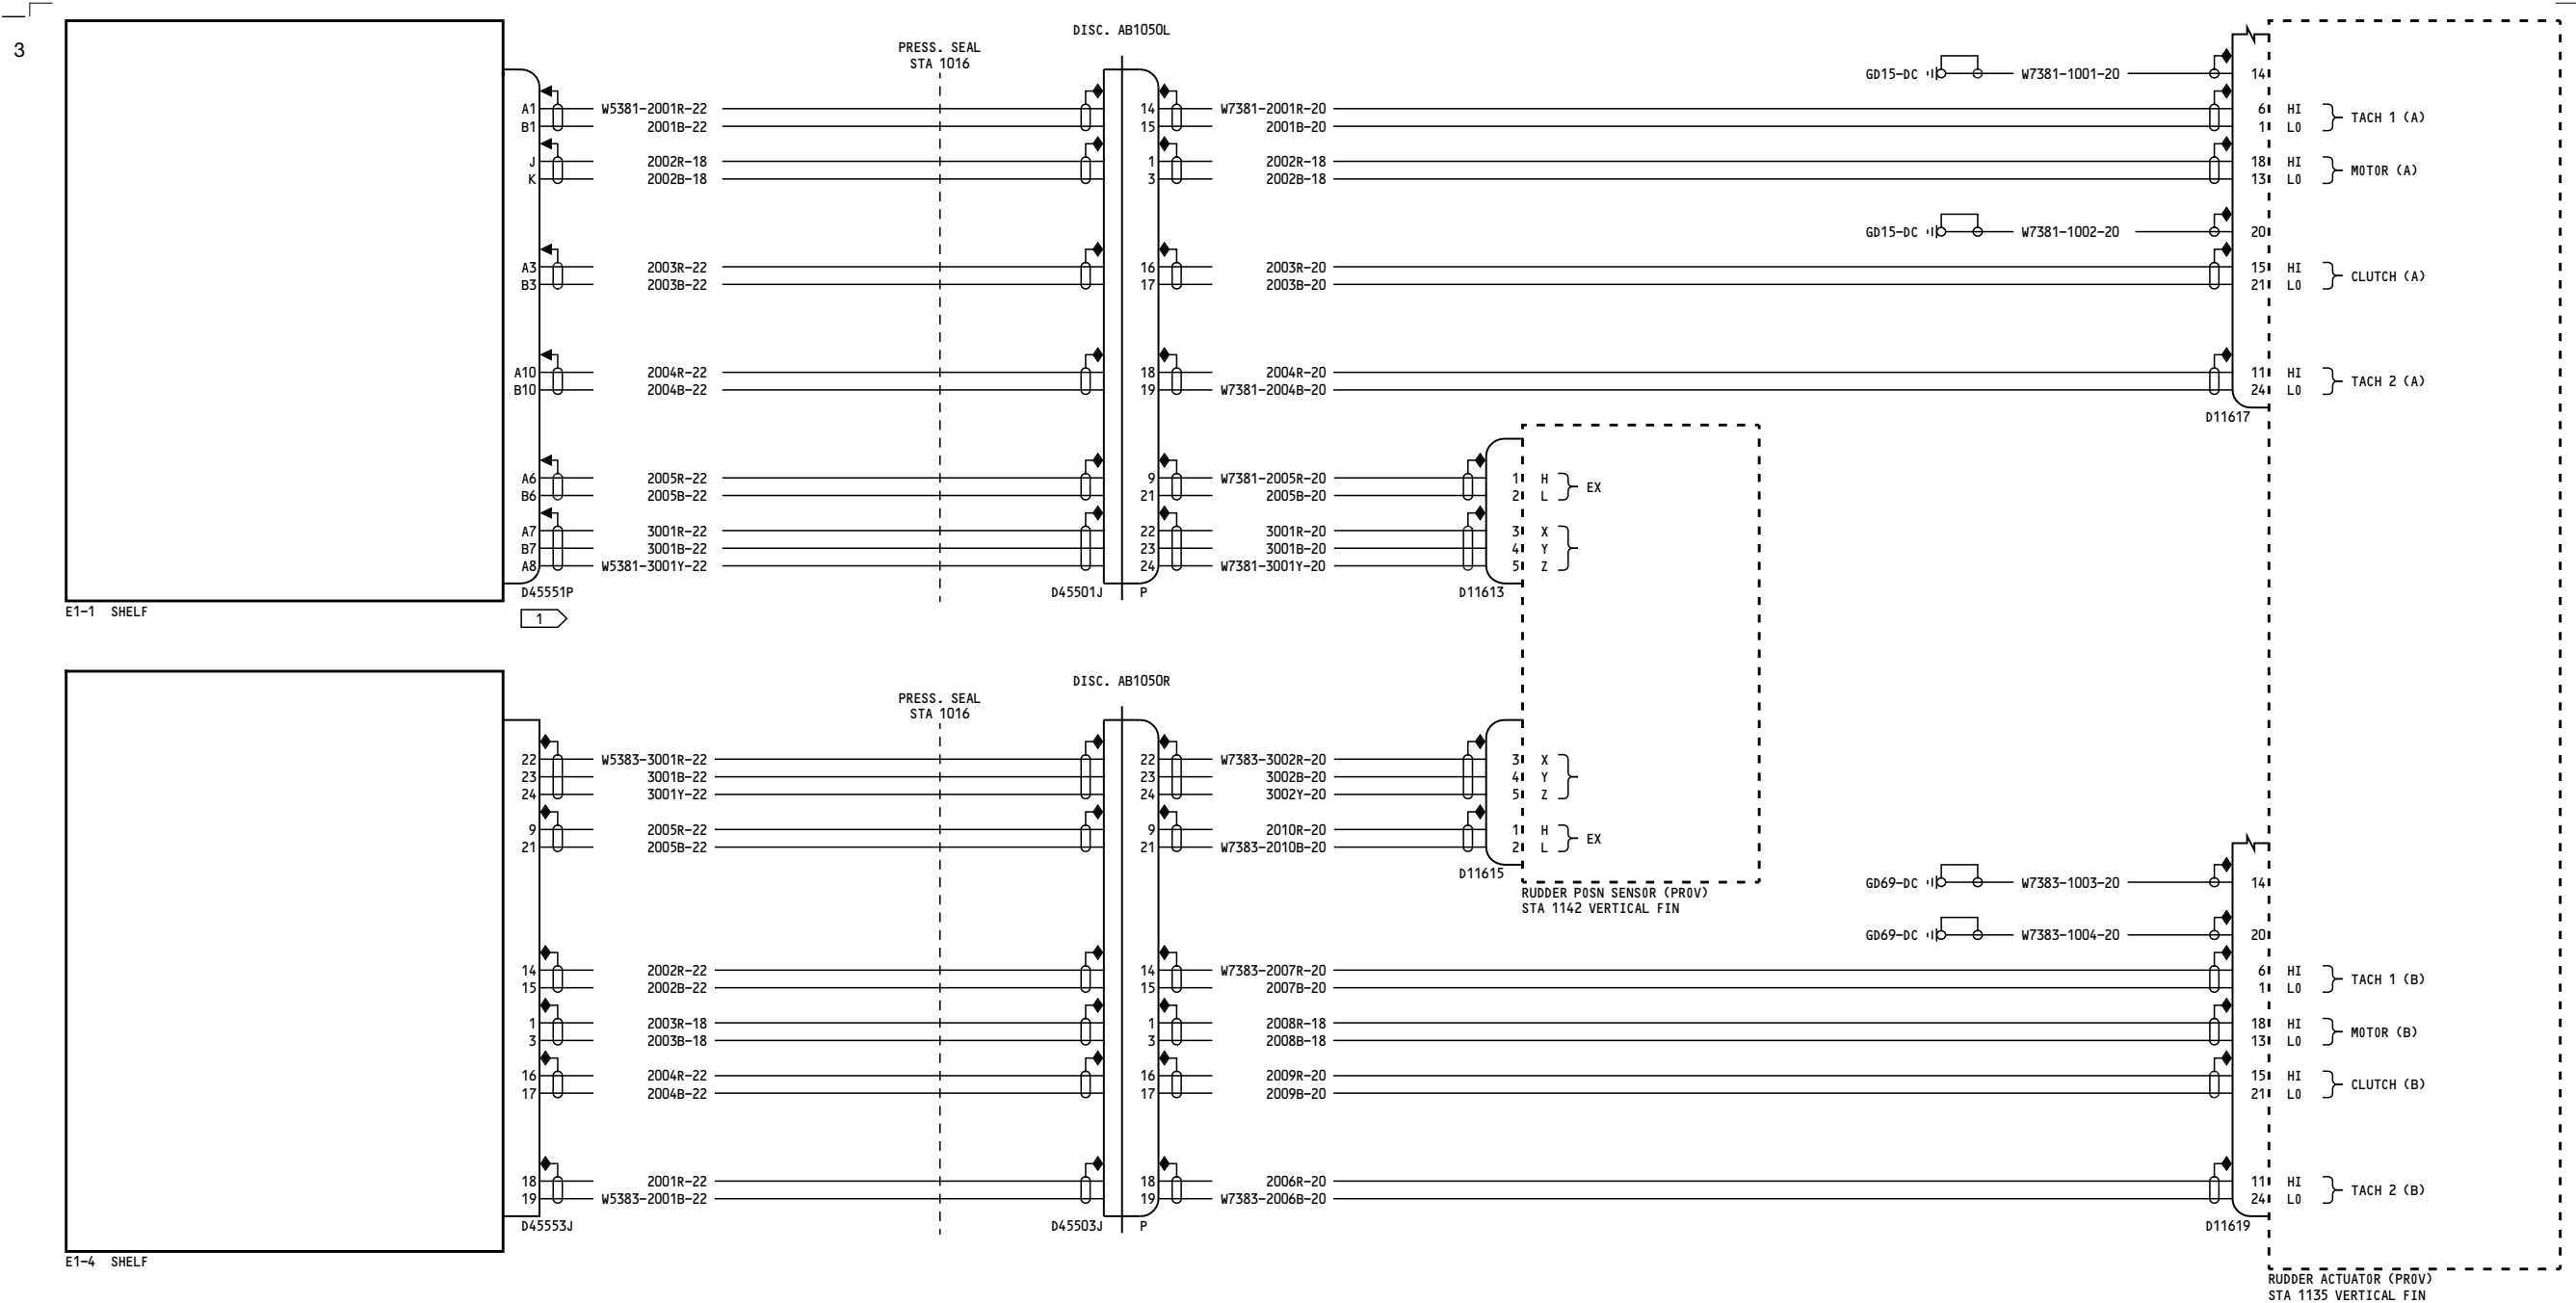 3
DISC. AB1050L
PRESS. SEAL
STA 1016
GD15-DC W7381-1001-20 14
A1 W5381-2001R-22 14 W7381-2001R-20 6 HI
B1 2001B-22 15 2001B-20 1 LO
TACH 1 (A)
J 2002R-18 1 2002R-18 18 HI
K 2002B-18 3 2002B-18 13 LO
MOTOR (A)
GD15-DC W7381-1002-20 20
A3 2003R-22 16 2003R-20 15 HI
B3 2003B-22 17 2003B-20 21 LO
CLUTCH (A)
A10 2004R-22 18 2004R-20 11 HI
B10 2004B-22 19 W7381-2004B-20 24 LO
TACH 2 (A)
D11617
A6 2005R-22 9 W7381-2005R-20 1 H
B6 2005B-22 21 2005B-20 2 L
EX
A7 3001R-22 22 3001R-20 3 X
B7 3001B-22 23 3001B-20 4 Y
A8 W5381-3001Y-22 24 W7381-3001Y-20 5 Z
D45551P D45501J P D11613
E1-1 SHELF
1
DISC. AB1050R
PRESS. SEAL
STA 1016
22 W5383-3001R-22 22 W7383-3002R-20 3 X
23 3001B-22 23 3002B-20 4 Y
24 3001Y-22 24 3002Y-20 5 Z
9 2005R-22 9 2010R-20 1 H
21 2005B-22 21 W7383-2010B-20 2 L
EX
D11615
GD69-DC W7383-1003-20 14
RUDDER POSN SENSOR (PROV)
STA 1142 VERTICAL FIN
GD69-DC W7383-1004-20 20
14 2002R-22 14 W7383-2007R-20 6 HI
15 2002B-22 15 2007B-20 1 LO
TACH 1 (B)
1 2003R-18 1 2008R-18 18 HI
3 2003B-18 3 2008B-18 13 LO
MOTOR (B)
16 2004R-22 16 2009R-20 15 HI
17 2004B-22 17 2009B-20 21 LO
CLUTCH (B)
18 2001R-22 18 2006R-20 11 HI
19 W5383-2001B-22 19 W7383-2006B-20 24 LO
TACH 2 (B)
D45553J D45503J P D11619
E1-4 SHELF
RUDDER ACTUATOR (PROV)
STA 1135 VERTICAL FIN